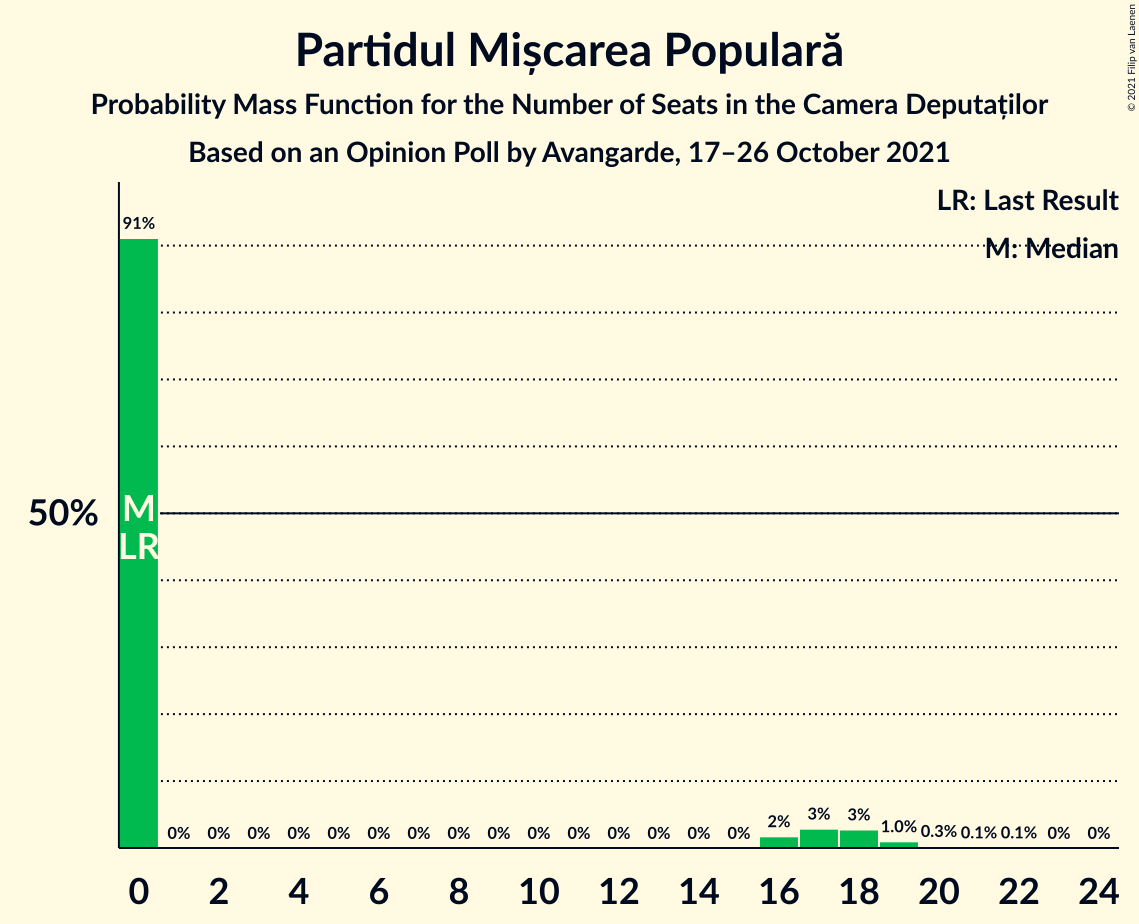 Partidul Mișcarea Populară
Probability Mass Function for the Number of Seats in the Camera Deputaților
Based on an Opinion Poll by Avangarde, 17–26 October 2021
© 2021 Filip van Laenen
LR: Last Result
M: Median
91%
50%
M
LR
0% 0% 0% 0% 0% 0% 0% 0% 0% 0% 0% 0% 0% 0% 0% 2% 3% 3% 1.0% 0.3% 0.1% 0.1% 0% 0%
0 2 4 6 8 10 12 14 16 18 20 22 24